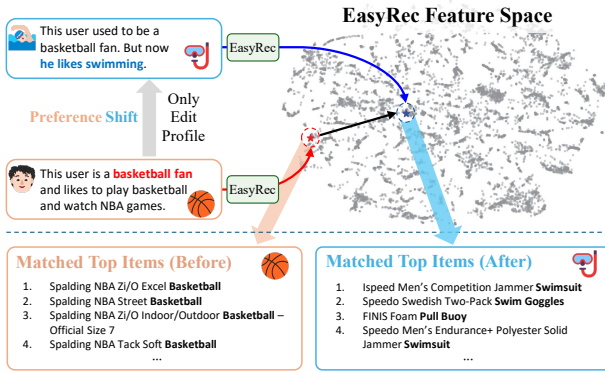 EasyRec Feature Space
This user used to be a
basketball fan. But now
he likes swimming.
EasyRec
Preference Shift
Only
Edit
Profile
This user is a basketball fan
and likes to play basketball
and watch NBA games.
EasyRec
Matched Top Items (Before)
1. Spalding NBA Zi/O Excel Basketball
2. Spalding NBA Street Basketball
3. Spalding NBA Zi/O Indoor/Outdoor Basketball –
Official Size 7
4. Spalding NBA Tack Soft Basketball
...
Matched Top Items (After)
1. Ispeed Men's Competition Jammer Swimsuit
2. Speedo Swedish Two-Pack Swim Goggles
3. FINIS Foam Pull Buoy
4. Speedo Men's Endurance+ Polyester Solid
Jammer Swimsuit
...